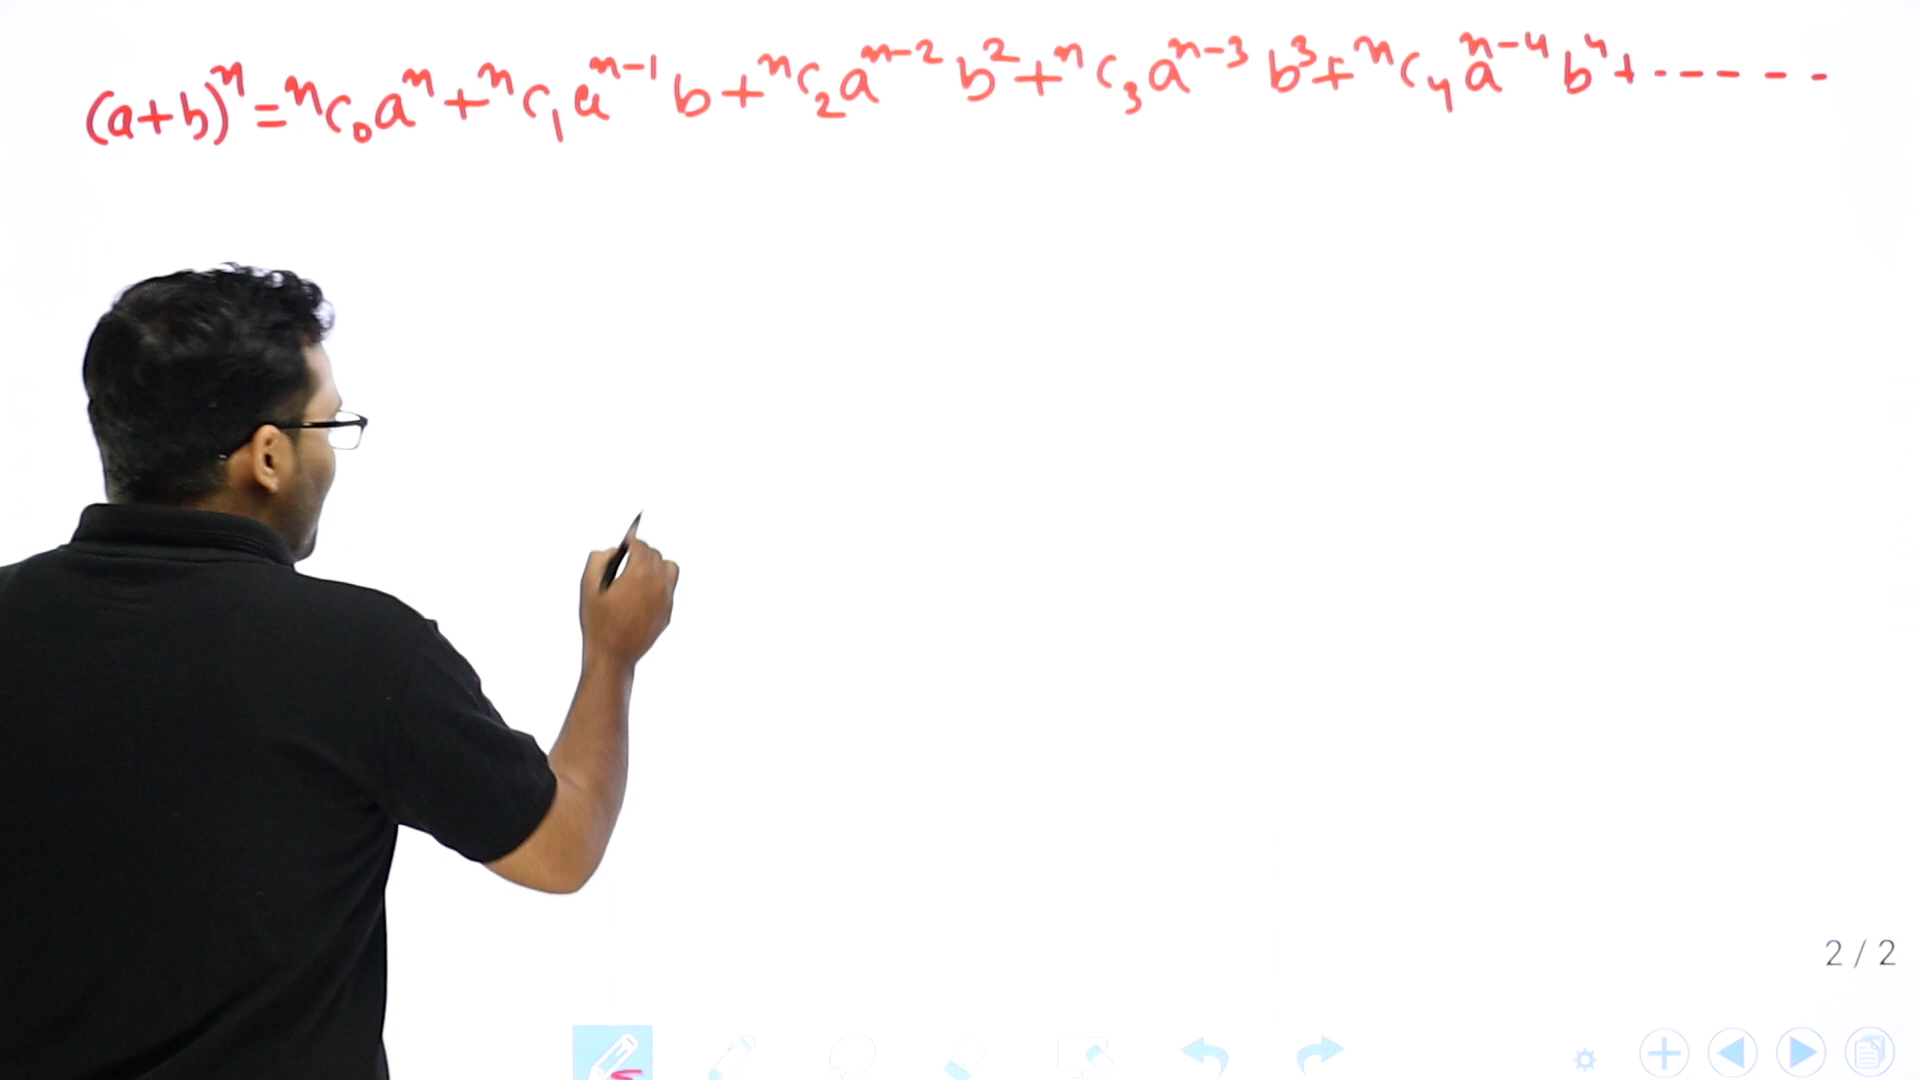 (a+b)ⁿ = ⁿC₀aⁿ + ⁿC₁aⁿ⁻¹b + ⁿC₂aⁿ⁻²b² + ⁿC₃aⁿ⁻³b³ + ⁿC₄aⁿ⁻⁴b⁴ + ------
2 / 2